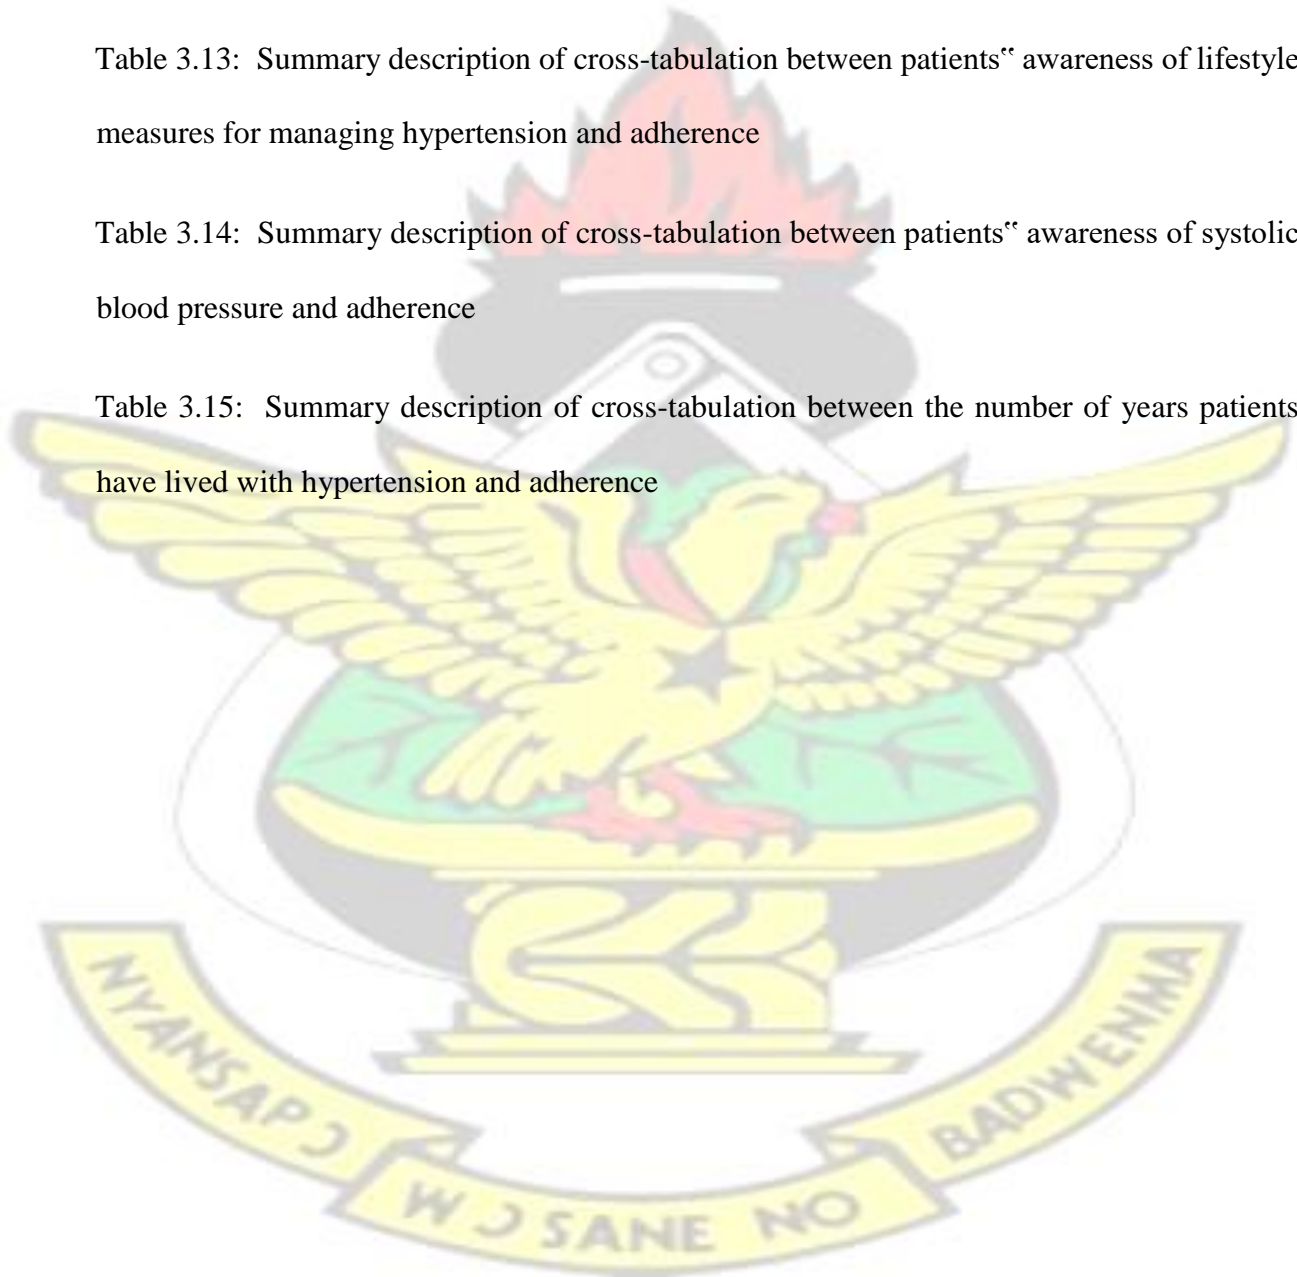 Table 3.13: Summary description of cross-tabulation between patients‟ awareness of lifestyle
measures for managing hypertension and adherence
Table 3.14: Summary description of cross-tabulation between patients‟ awareness of systolic
blood pressure and adherence
Table 3.15: Summary description of cross-tabulation between the number of years patients
have lived with hypertension and adherence
NYANSAPƆ
WƆ SANE NO
BADWENMA